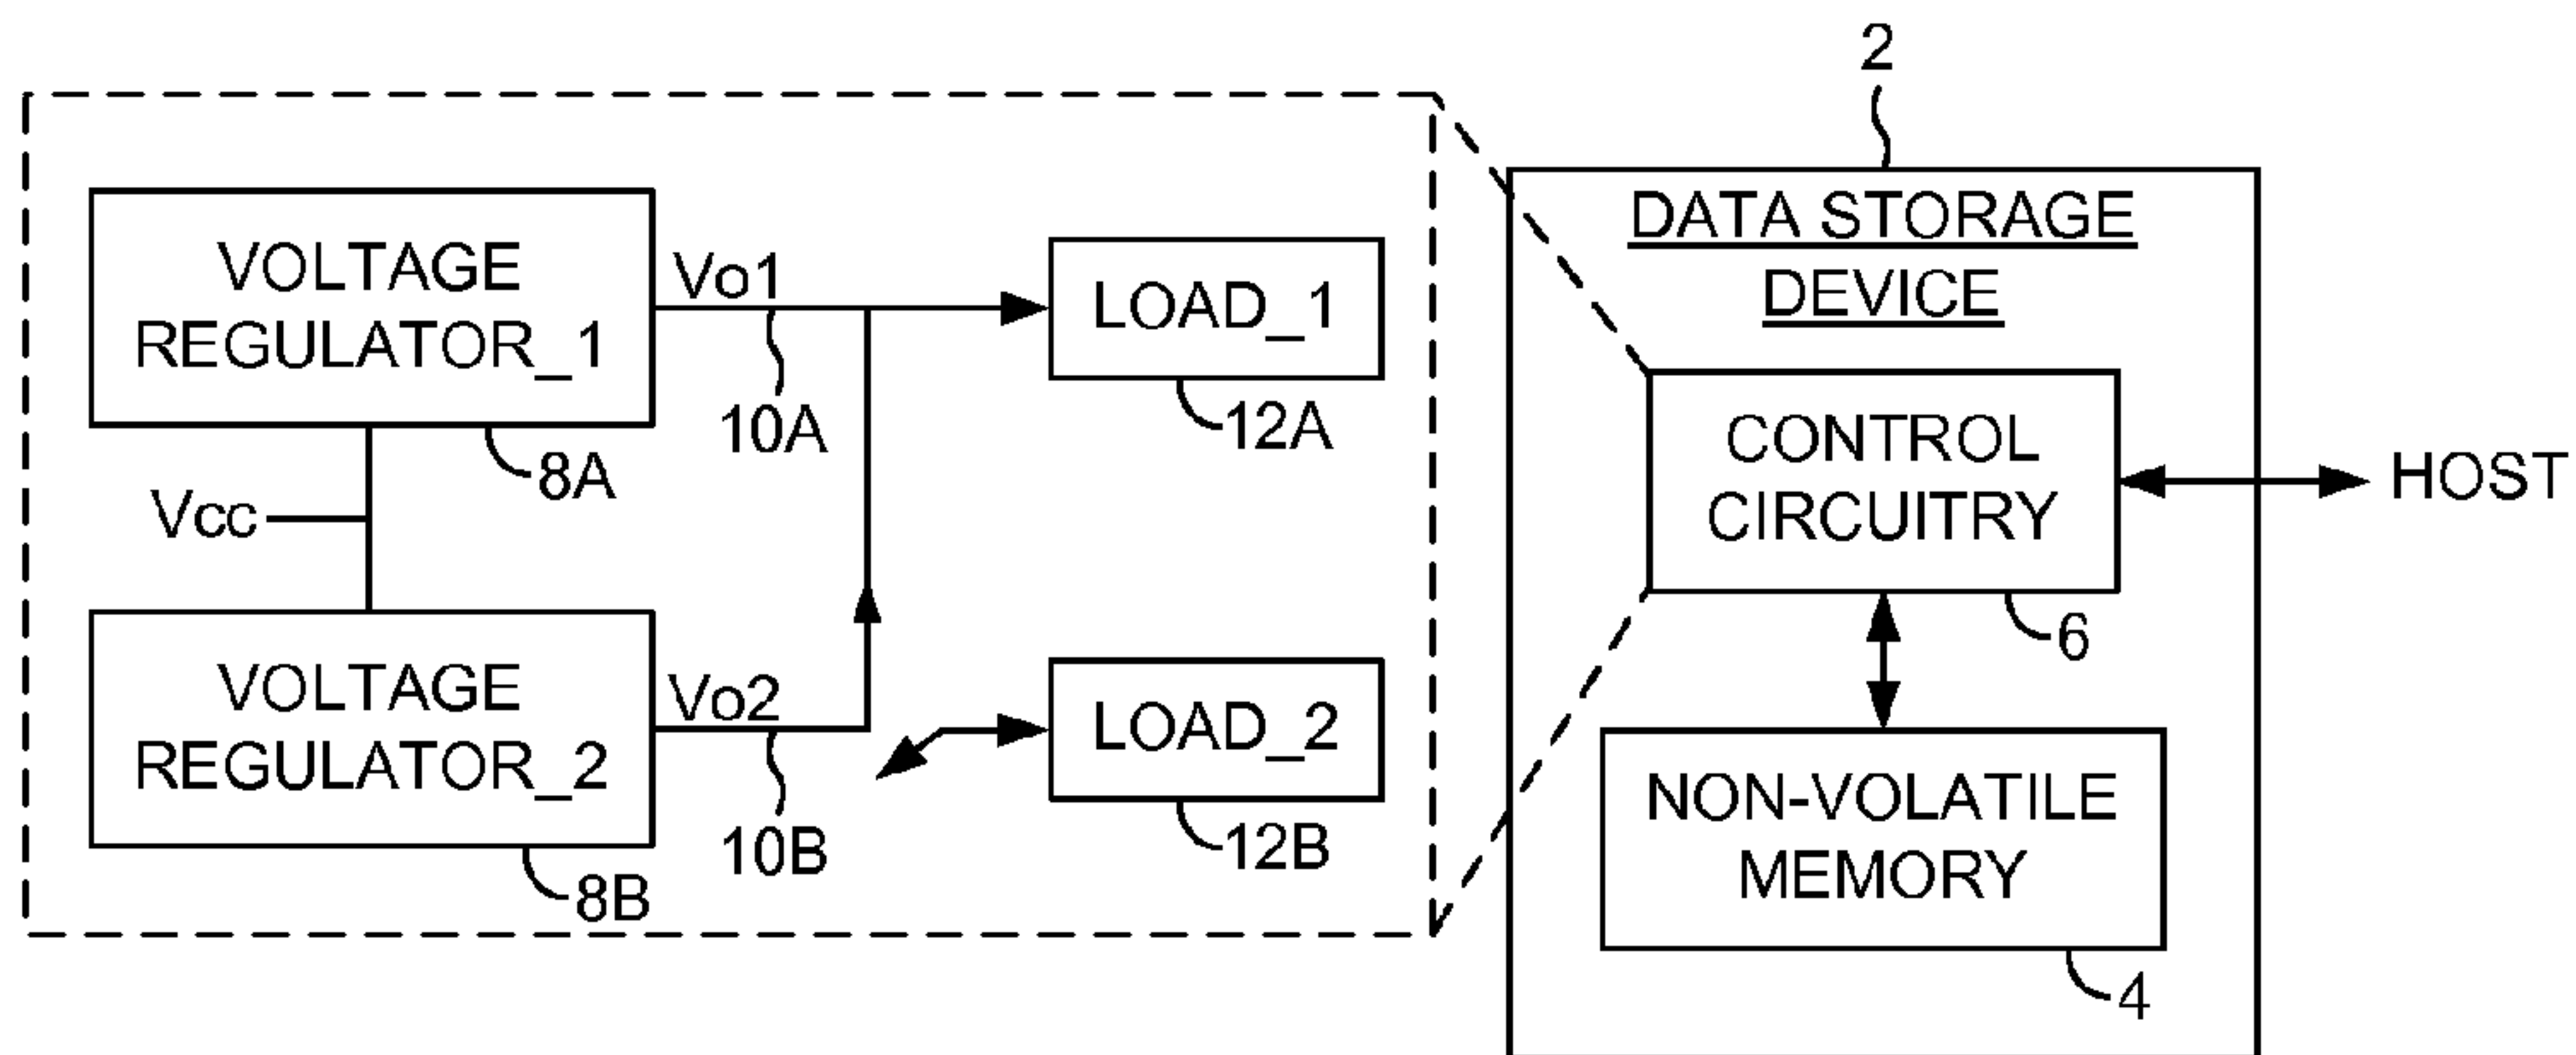 2
DATA STORAGE
DEVICE
VOLTAGE
REGULATOR_1
Vo1
LOAD_1
10A
12A
8A
Vcc
CONTROL
CIRCUITRY
HOST
6
VOLTAGE
REGULATOR_2
Vo2
LOAD_2
10B
12B
8B
NON-VOLATILE
MEMORY
4